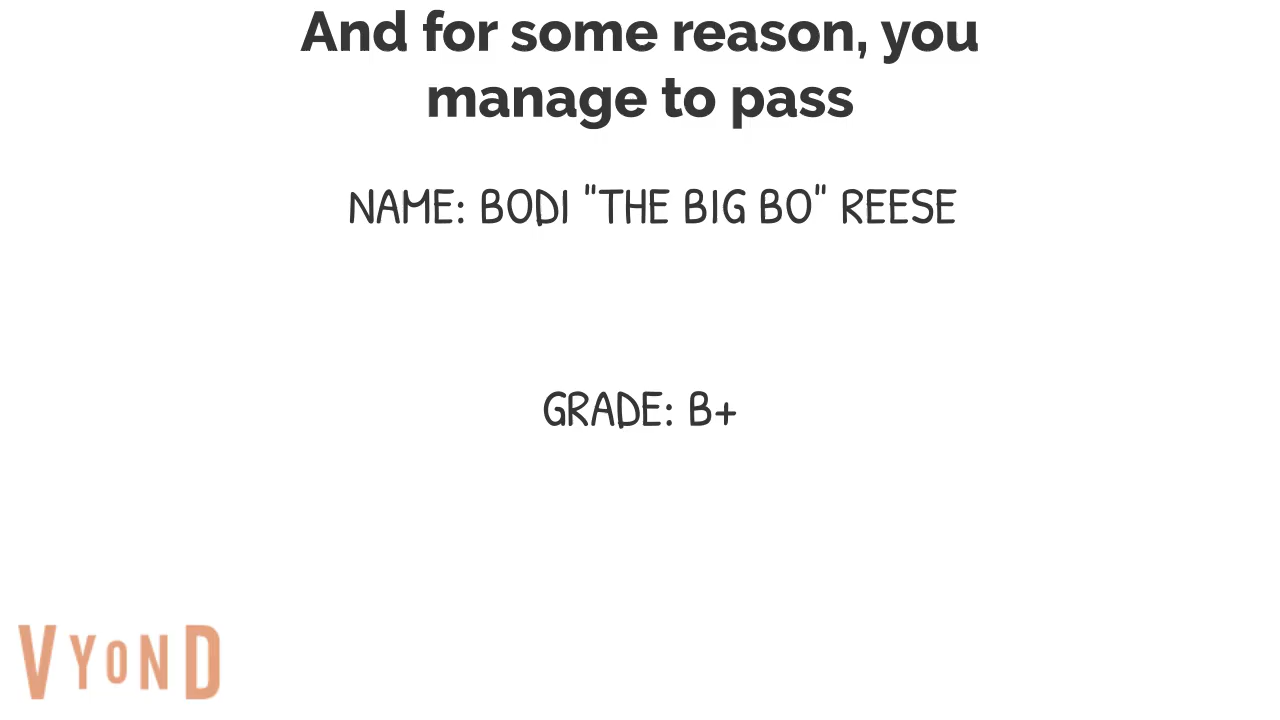 And for some reason, you
manage to pass
NAME: BODI "THE BIG BO" REESE
GRADE: B+
VYOND